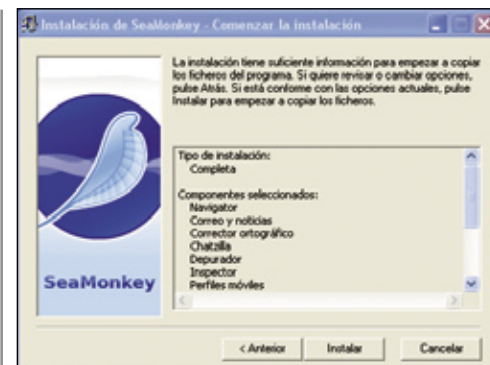 Instalación de SeaMonkey - Comenzar la instalación
La instalación tiene suficiente información para empezar a copiar
los ficheros del programa. Si quiere revisar o cambiar opciones,
pulse Atrás. Si está conforme con las opciones actuales, pulse
Instalar para empezar a copiar los ficheros.
Tipo de instalación:
Completa
Componentes seleccionados:
Navigator
Correo y noticias
Corrector ortográfico
Chatzilla
Depurador
Inspector
Perfiles móviles
SeaMonkey
< Anterior
Instalar
Cancelar